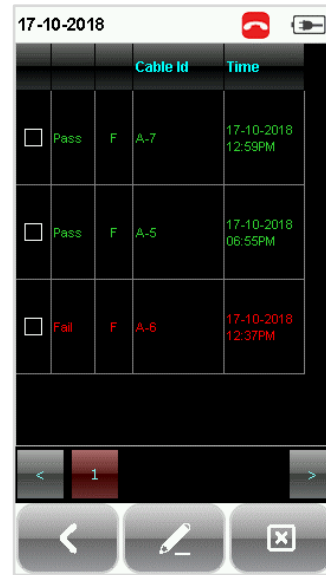 17-10-2018
Cable Id Time
Pass F A-7 17-10-2018
12:59PM
Pass F A-5 17-10-2018
06:55PM
Fail F A-6 17-10-2018
12:37PM
< 1 >